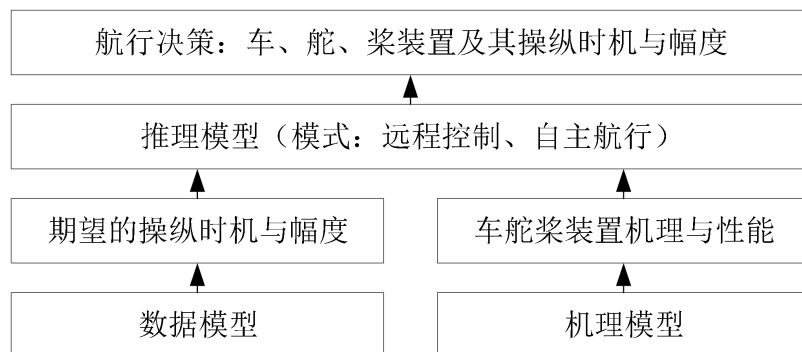 航行决策：车、舵、桨装置及其操纵时机与幅度
推理模型（模式：远程控制、自主航行）
期望的操纵时机与幅度
车舵桨装置机理与性能
数据模型
机理模型